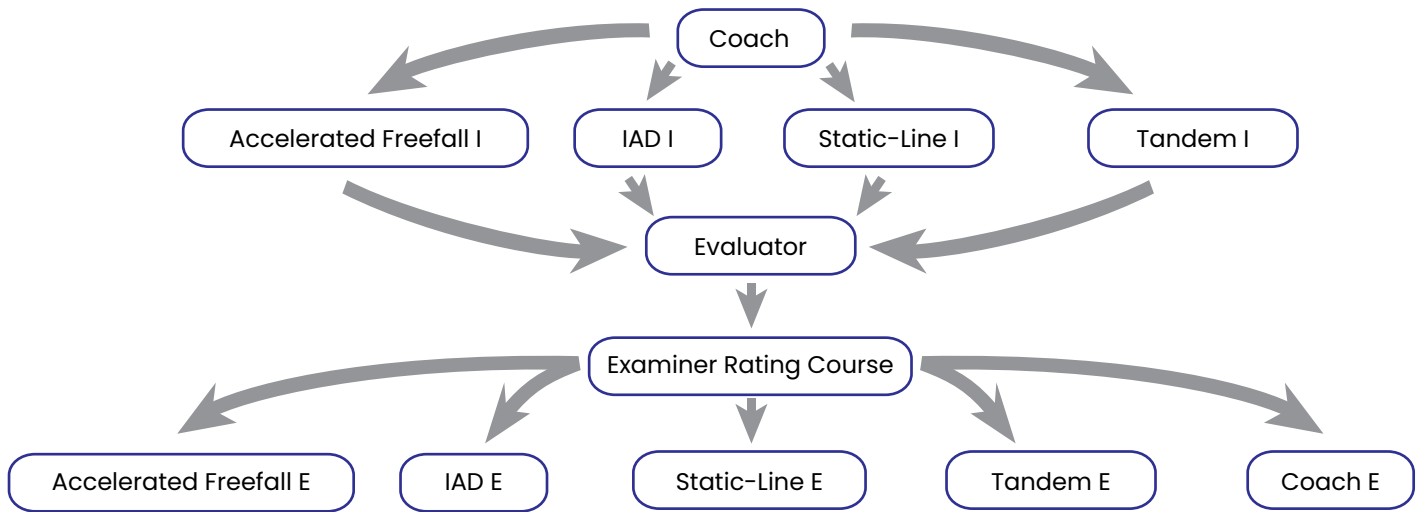 Coach
Accelerated Freefall I
IAD I
Static-Line I
Tandem I
Evaluator
Examiner Rating Course
Accelerated Freefall E
IAD E
Static-Line E
Tandem E
Coach E